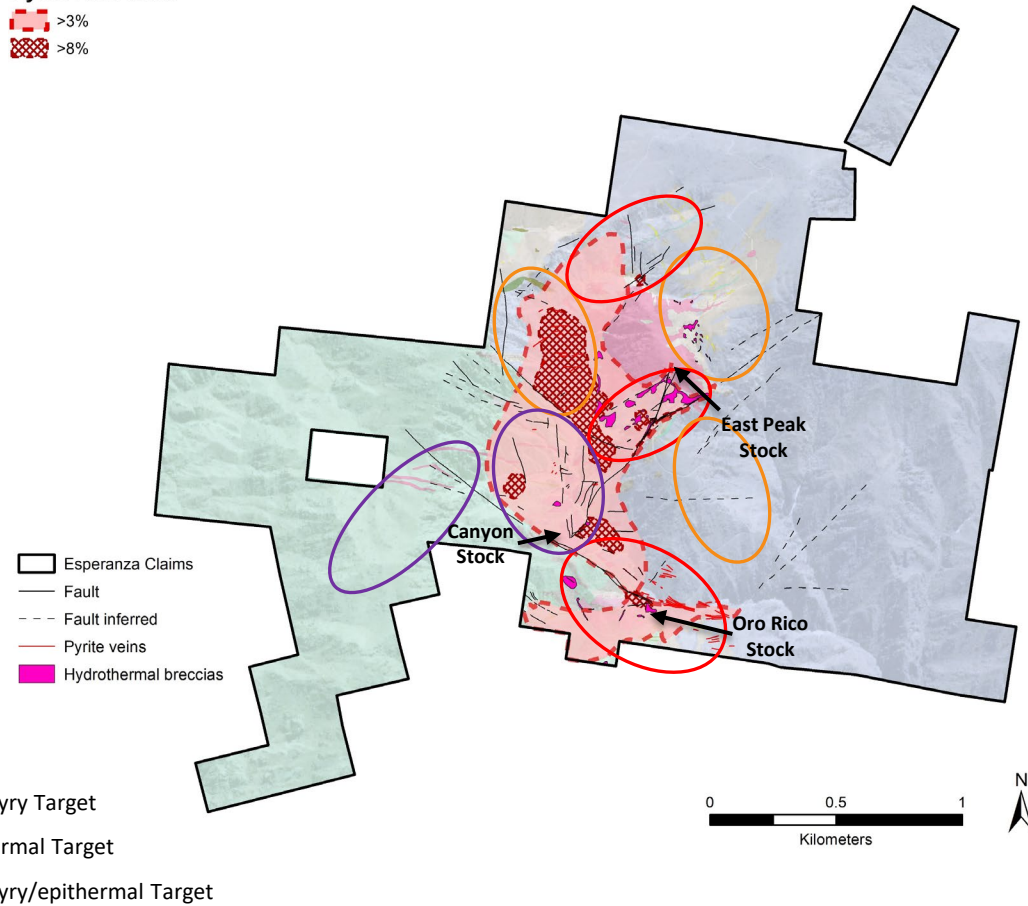 >3%
>8%
East Peak
Stock
Canyon
Stock
Oro Rico
Stock
Esperanza Claims
Fault
Fault inferred
Pyrite veins
Hydrothermal breccias
yry Target
rmal Target
yry/epithermal Target
0 0.5 1
Kilometers
N